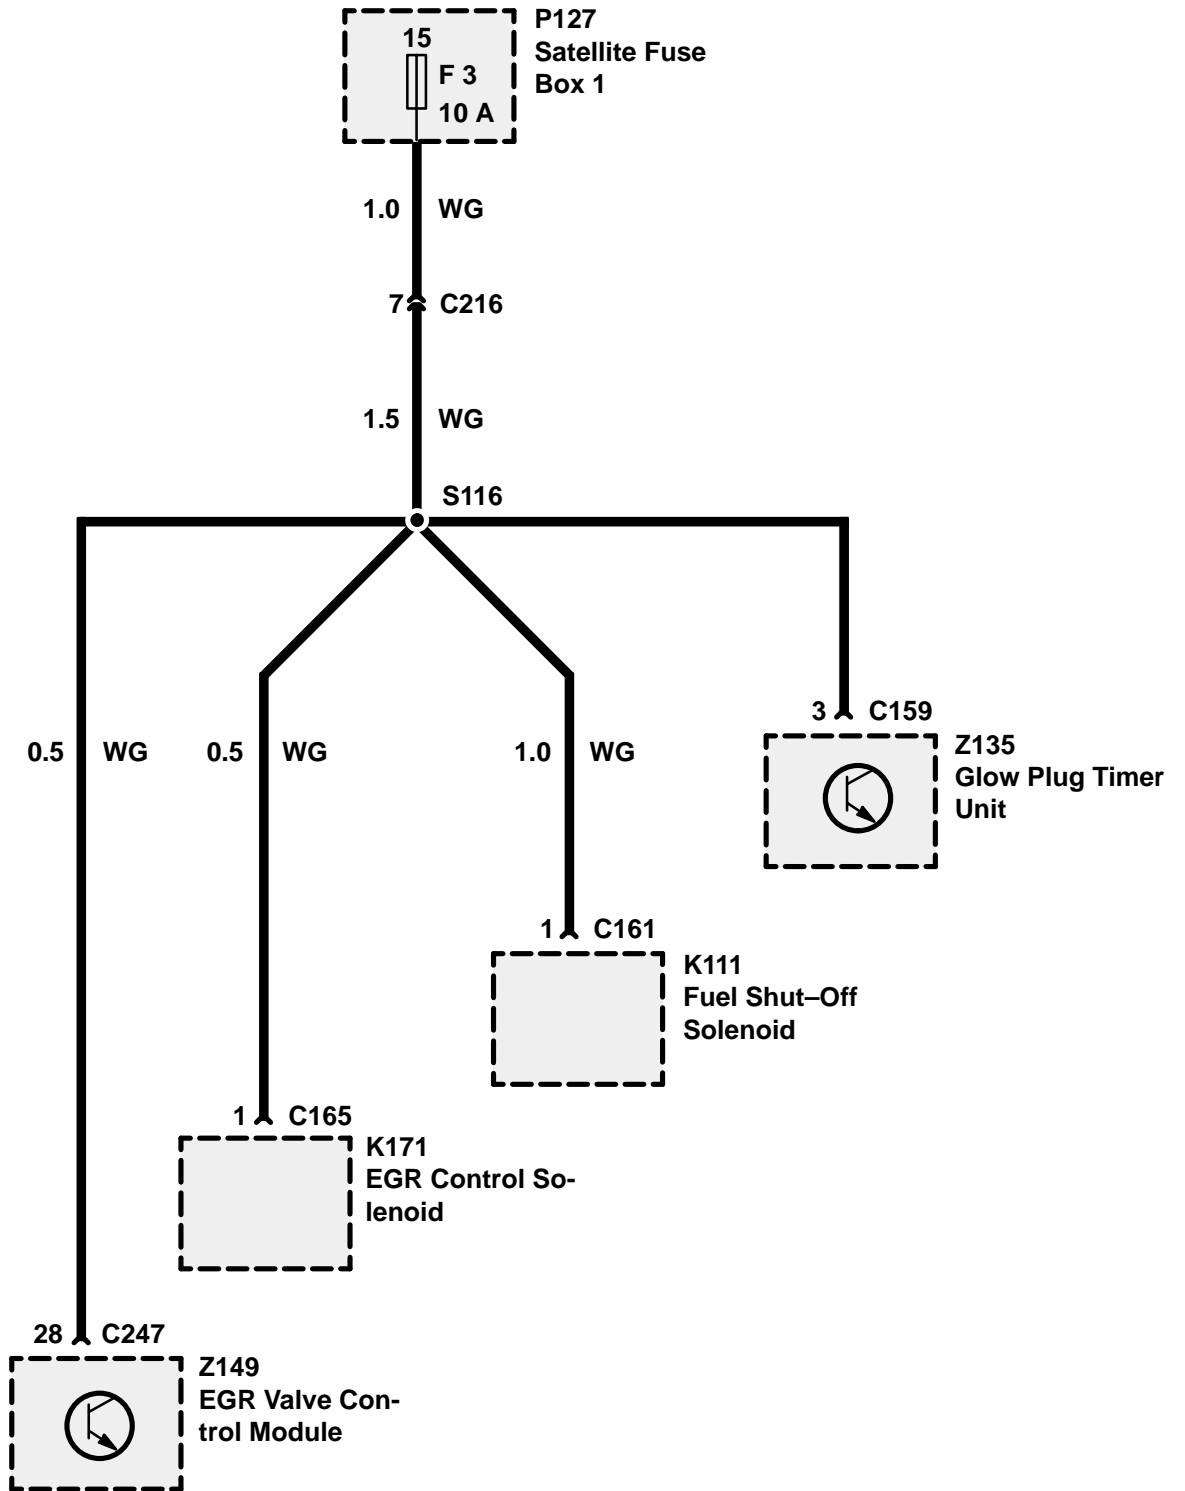 P127
Satellite Fuse
Box 1
15
F 3
10 A
1.0 WG
7 C216
1.5 WG
S116
0.5 WG
0.5 WG
1.0 WG
3 C159
Z135
Glow Plug Timer
Unit
1 C161
K111
Fuel Shut–Off
Solenoid
1 C165
K171
EGR Control So-
lenoid
28 C247
Z149
EGR Valve Con-
trol Module